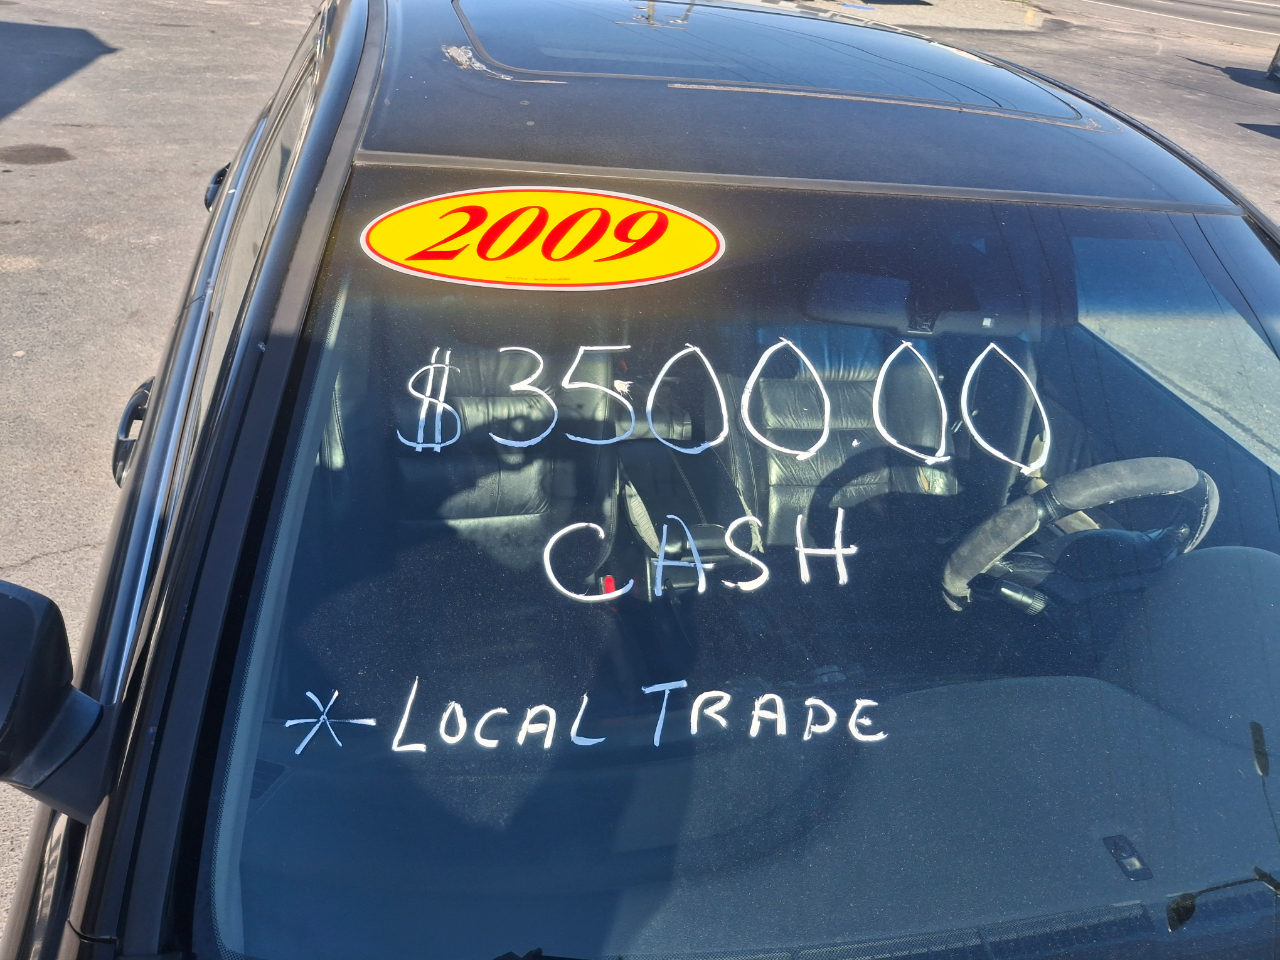 2009
$3500.00
CASH
* LOCAL TRADE